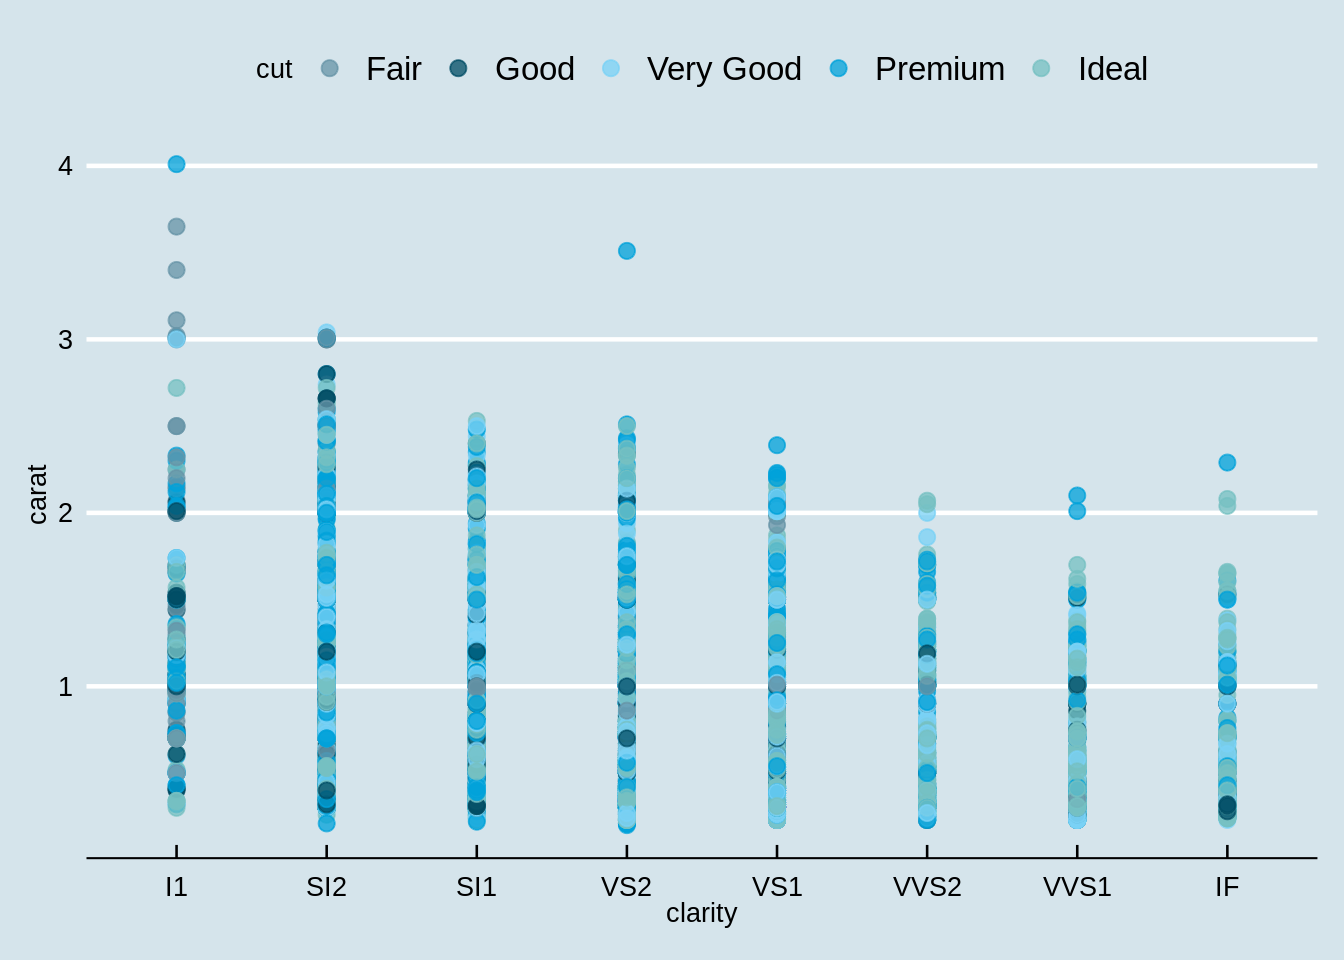 cut Fair Good Very Good Premium Ideal
4
3
2
1
carat
I1 SI2 SI1 VS2 VS1 VVS2 VVS1 IF
clarity